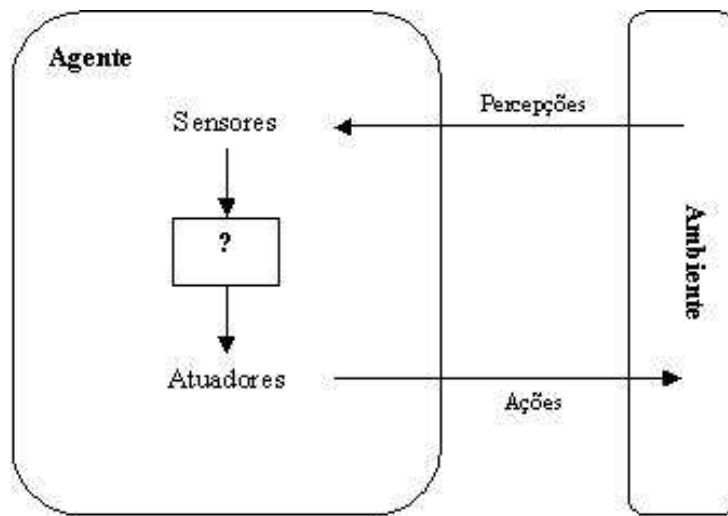 Agente
Percepções
Sensores
?
Ambiente
Atuadores
Ações